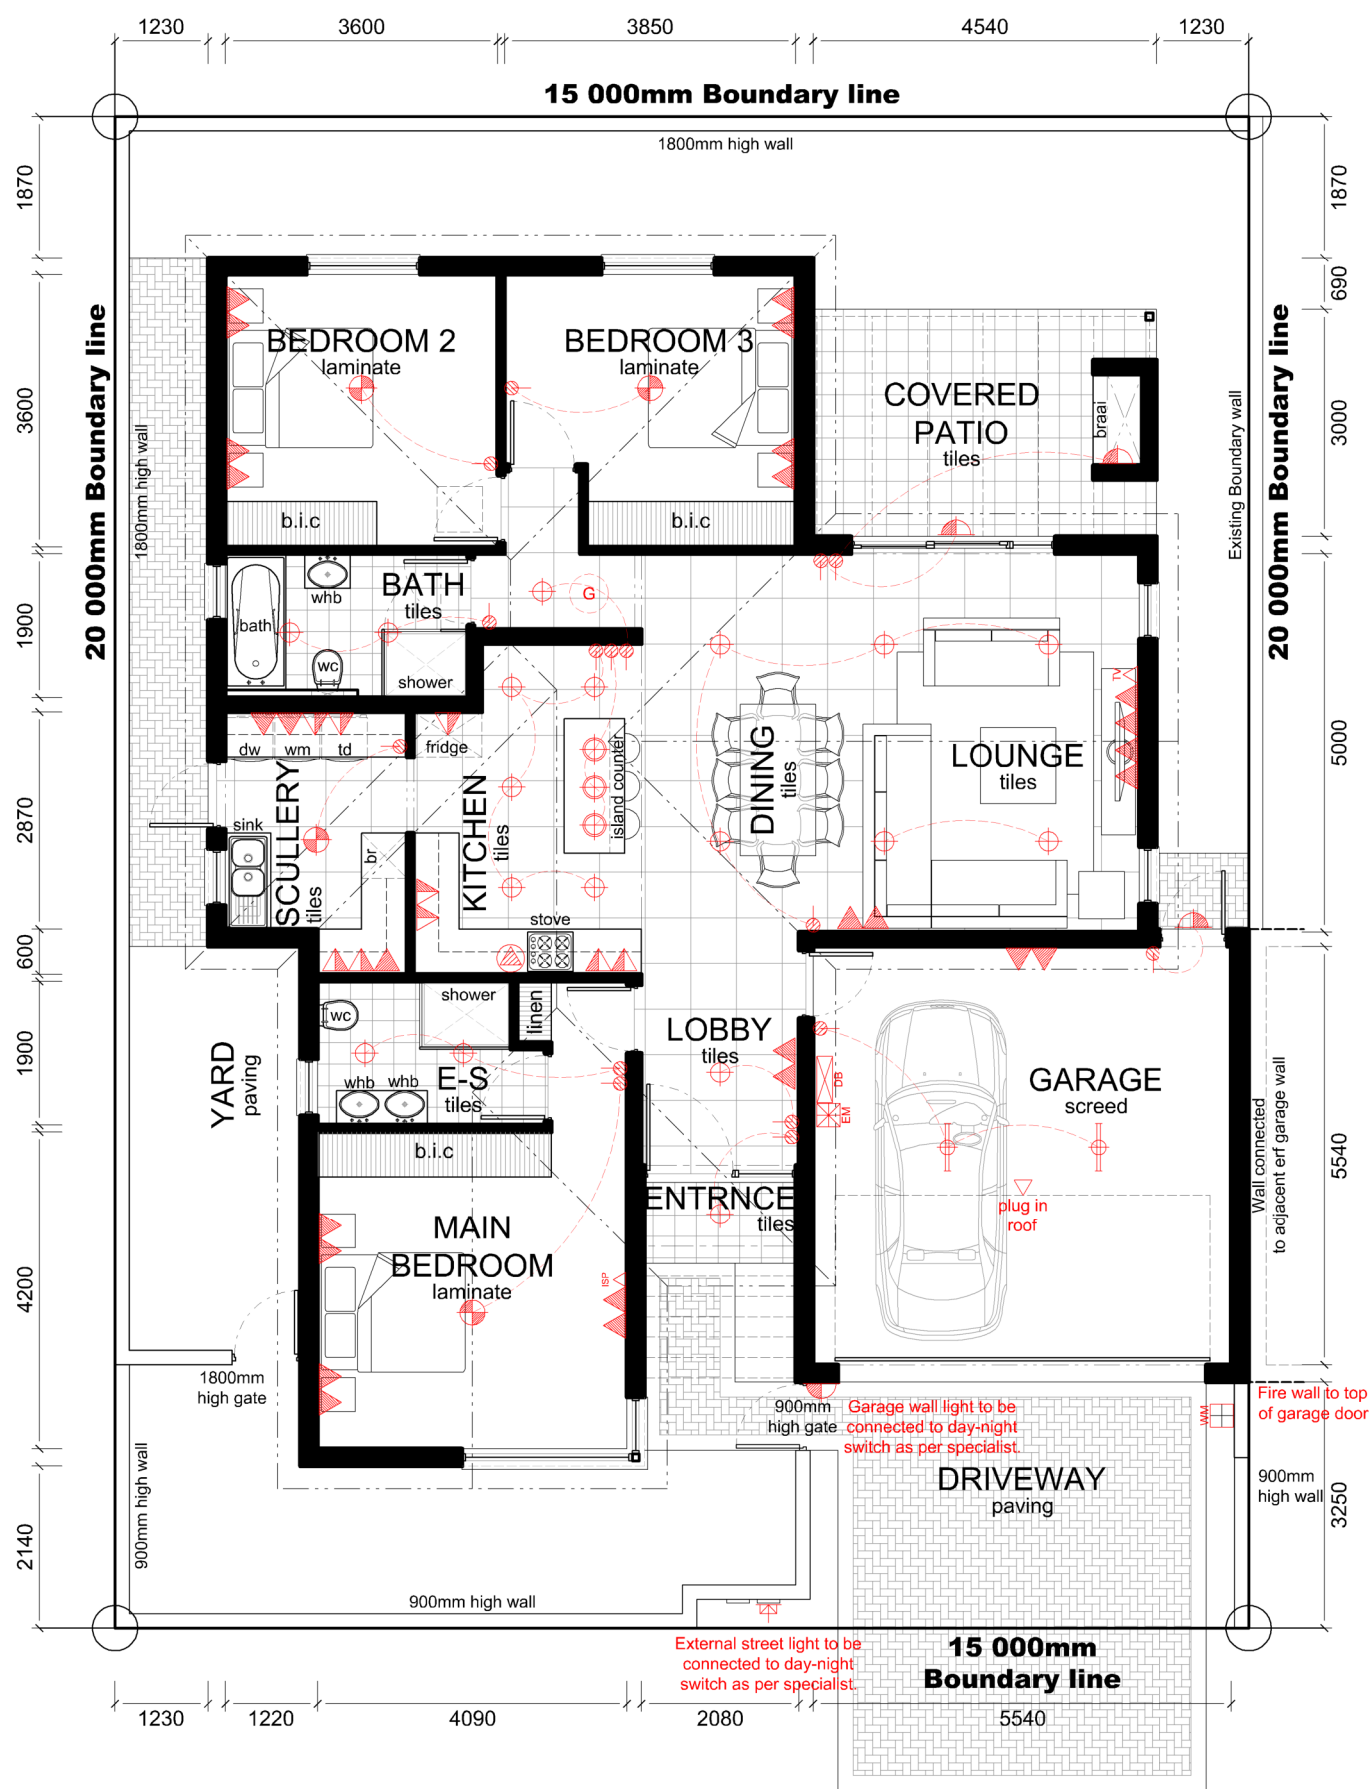 1230
3600
3850
4540
1230
15 000mm Boundary line
1800mm high wall
1870
3600
1900
2870
600
1900
4200
2140
1870
690
3000
5000
5540
3250
20 000mm Boundary line
1800mm high wall
1800mm high wall
20 000mm Boundary line
Existing Boundary wall
BEDROOM 2
laminate
b.i.c
BEDROOM 3
laminate
b.i.c
COVERED
PATIO
tiles
braai
BATH
tiles
whb
bath
wc
shower
G
dw
wm
td
fridge
SCULLERY
tiles
sink
br
KITCHEN
tiles
island counter
stove
DINING
tiles
LOUNGE
tiles
TV
YARD
paving
wc
shower
linen
whb
whb
E-S
tiles
b.i.c
LOBBY
tiles
DB
EM
GARAGE
screed
plug in
roof
Wall connected
to adjacent erf garage wall
ENTRNCE
tiles
MAIN
BEDROOM
laminate
ISP
1800mm
high gate
900mm
high gate
Garage wall light to be
connected to day-night
switch as per specialist.
WM
Fire wall to top
of garage door
900mm
high wall
DRIVEWAY
paving
900mm high wall
900mm high wall
External street light to be
connected to day-night
switch as per specialist.
15 000mm
Boundary line
1230
1220
4090
2080
5540